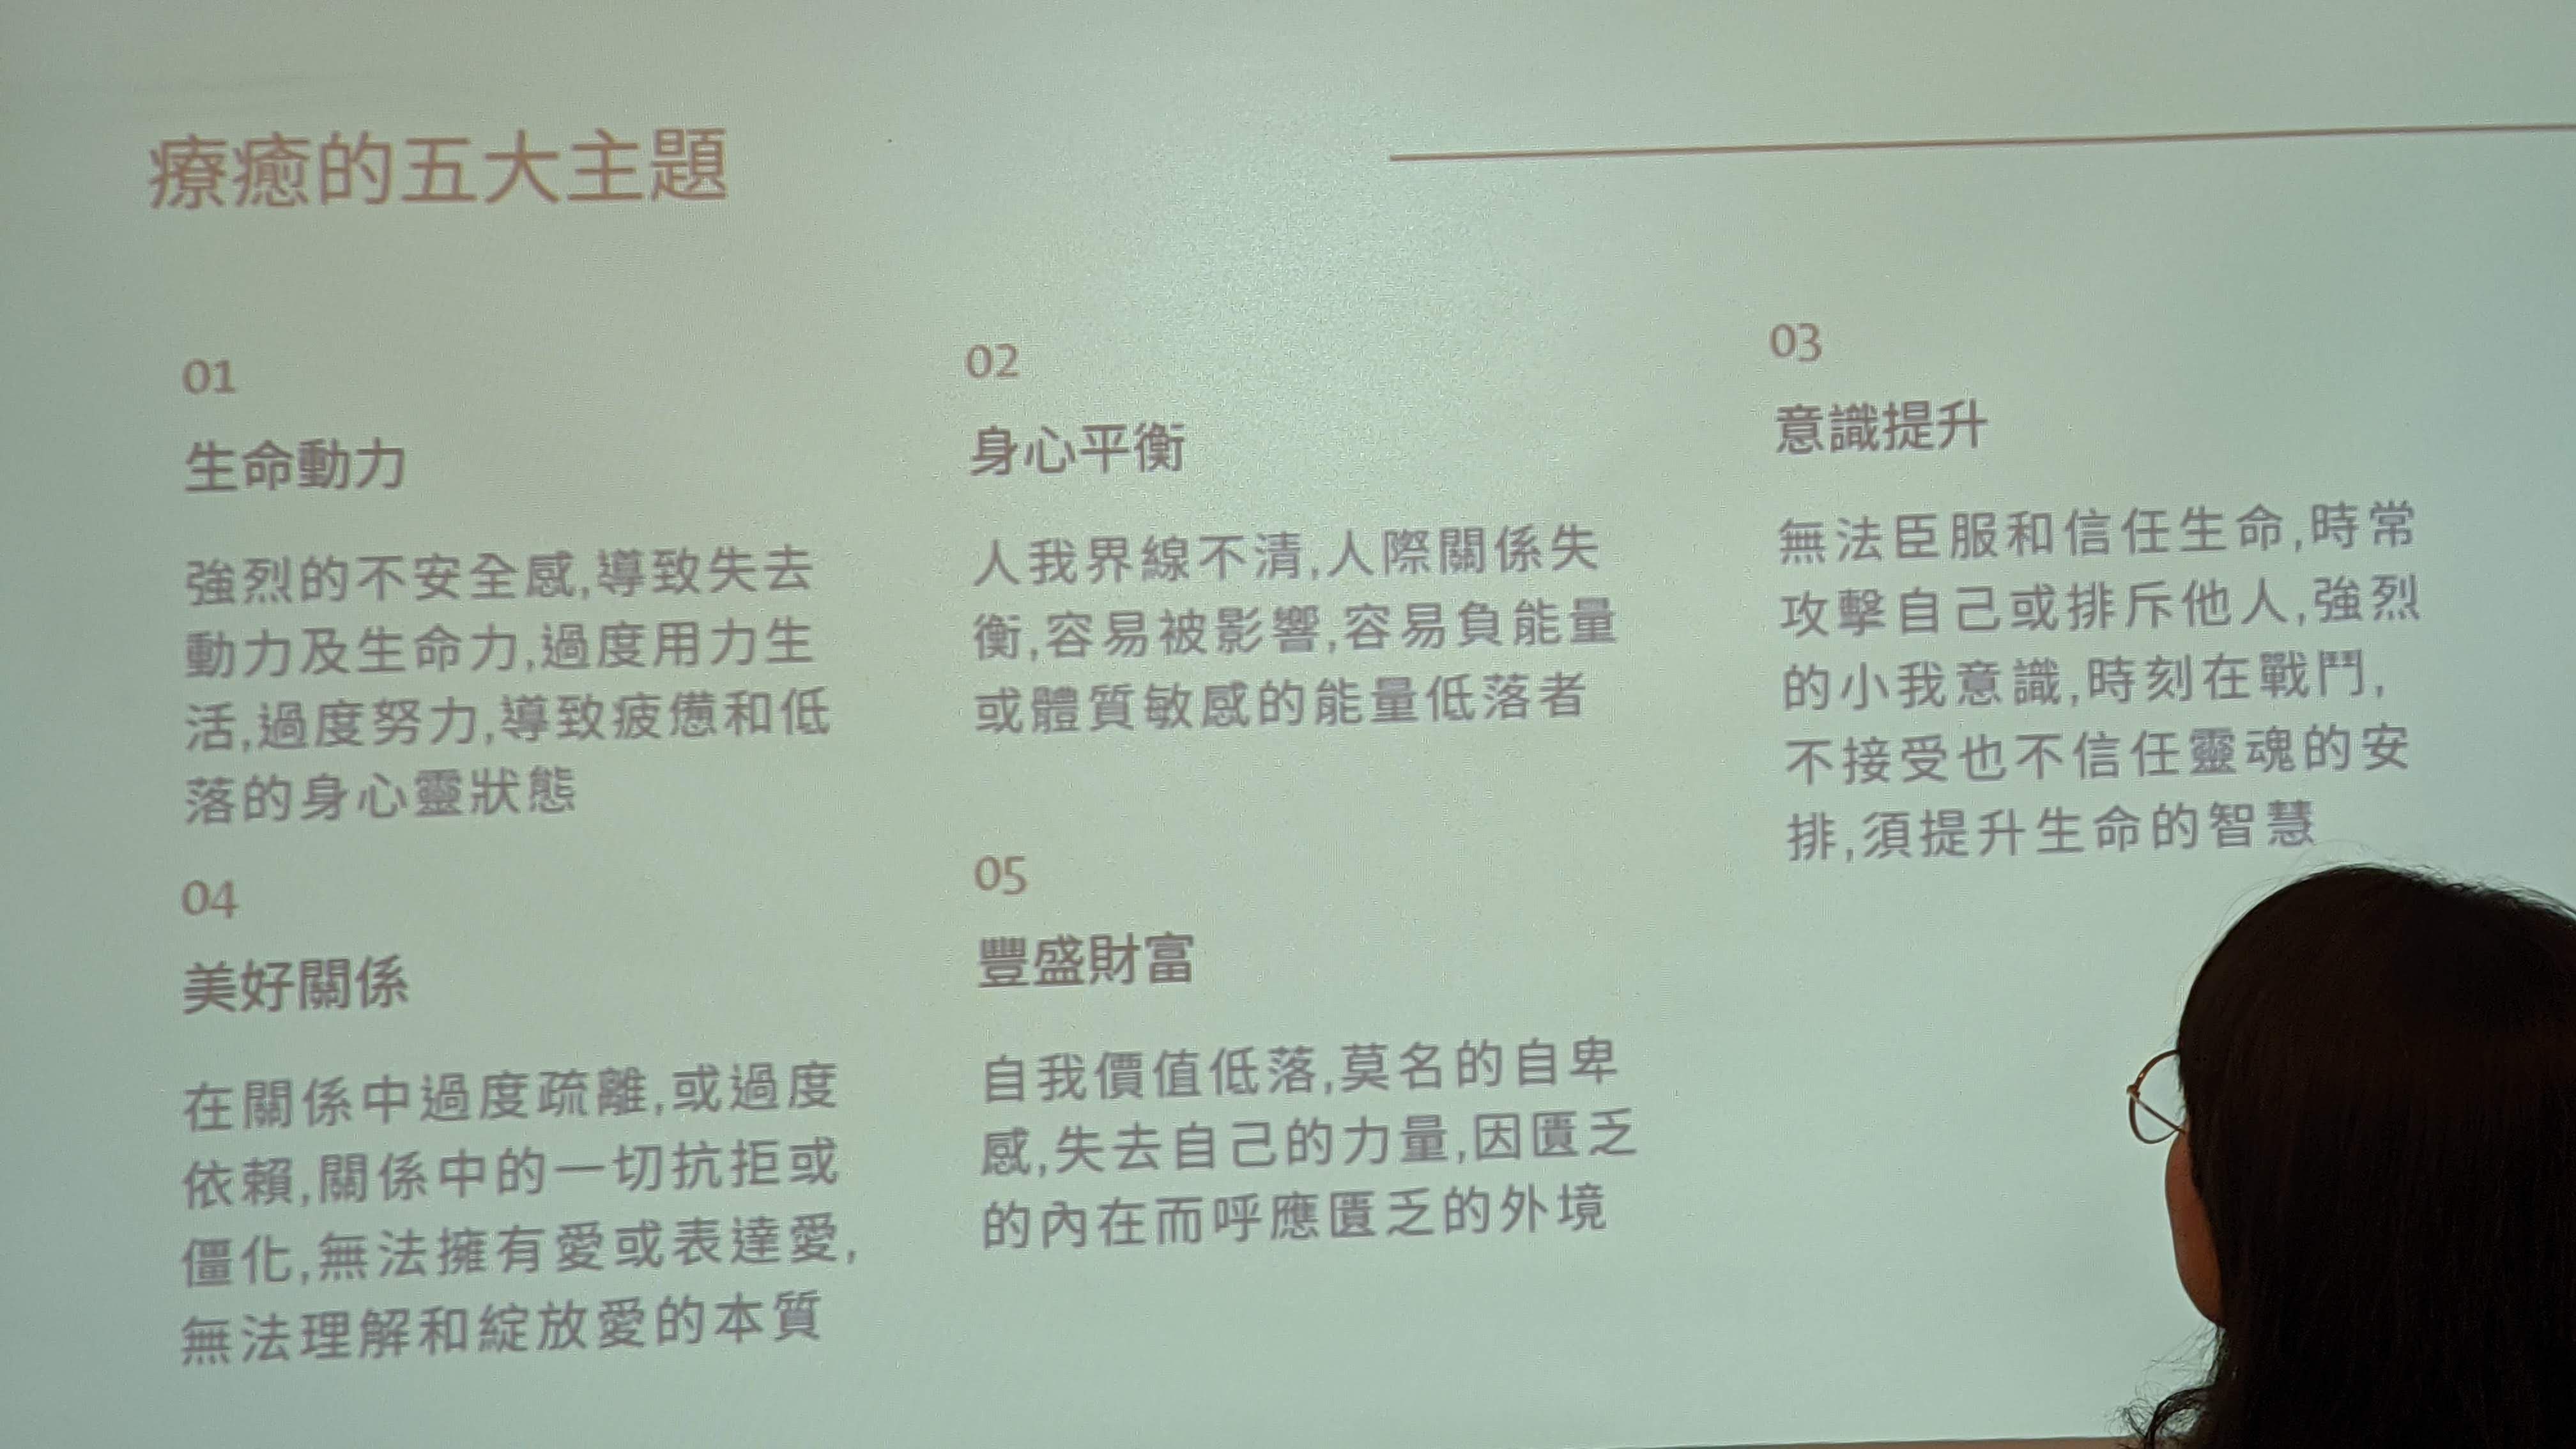 療癒的五大主題
01
生命動力
強烈的不安全感,導致失去
動力及生命力,過度用力生
活,過度努力,導致疲憊和低
落的身心靈狀態
02
身心平衡
人我界線不清,人際關係失
衡,容易被影響,容易負能量
或體質敏感的能量低落者
03
意識提升
無法臣服和信任生命,時常
攻擊自己或排斥他人,強烈
的小我意識,時刻在戰鬥,
不接受也不信任靈魂的安
排,須提升生命的智慧
04
美好關係
在關係中過度疏離,或過度
依賴,關係中的一切抗拒或
僵化,無法擁有愛或表達愛,
無法理解和綻放愛的本質
05
豐盛財富
自我價值低落,莫名的自卑
感,失去自己的力量,因匱乏
的內在而呼應匱乏的外境